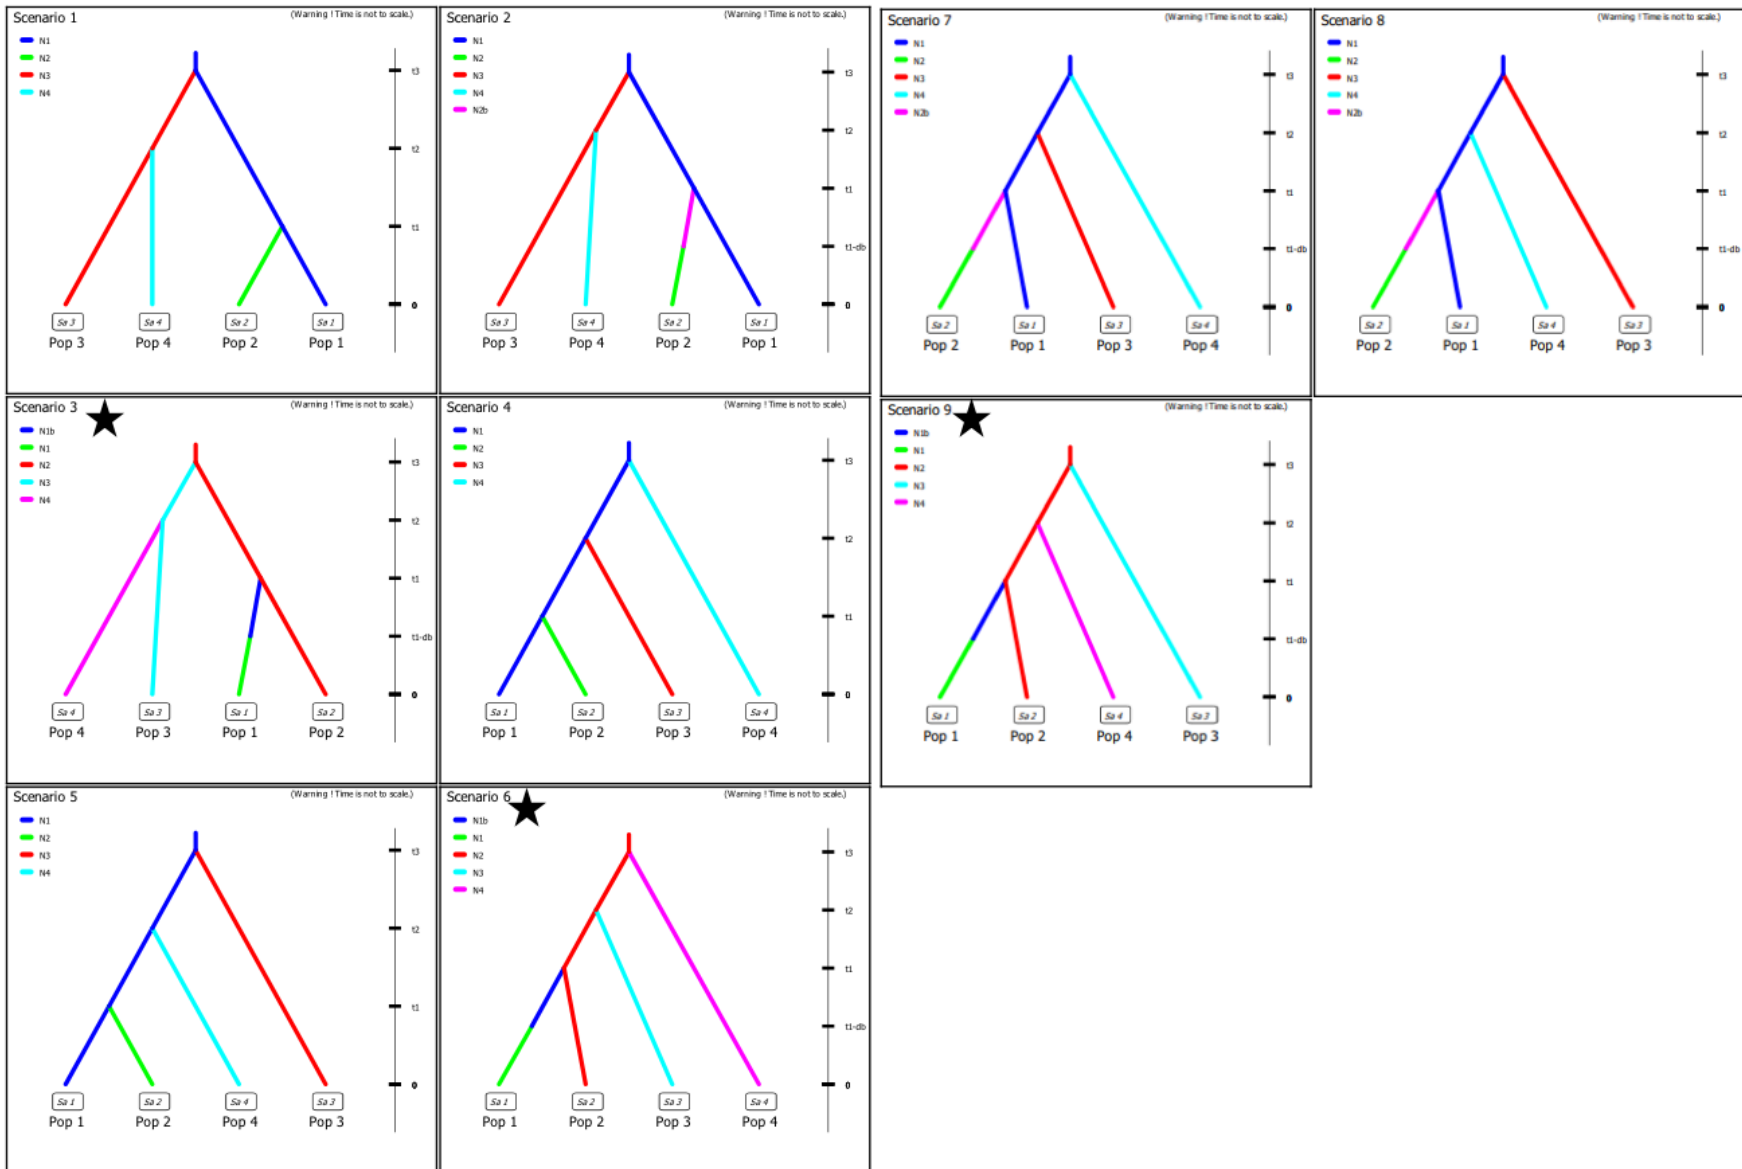 Scenario 1 (Warning ! Time is not to scale.)
N1
N2
N3
N4
t3
t2
t1
0
Sa 3 Sa 4 Sa 2 Sa 1
Pop 3 Pop 4 Pop 2 Pop 1
Scenario 2 (Warning ! Time is not to scale.)
N1
N2
N3
N4
N2b
t3
t2
t1
t1-db
0
Sa 3 Sa 4 Sa 2 Sa 1
Pop 3 Pop 4 Pop 2 Pop 1
Scenario 7 (Warning ! Time is not to scale.)
N1
N2
N3
N4
N2b
t3
t2
t1
t1-db
0
Sa 2 Sa 1 Sa 3 Sa 4
Pop 2 Pop 1 Pop 3 Pop 4
Scenario 8 (Warning ! Time is not to scale.)
N1
N2
N3
N4
N2b
t3
t2
t1
t1-db
0
Sa 2 Sa 1 Sa 4 Sa 3
Pop 2 Pop 1 Pop 4 Pop 3
Scenario 3 (Warning ! Time is not to scale.)
N1b
N1
N2
N3
N4
t3
t2
t1
t1-db
0
Sa 4 Sa 3 Sa 1 Sa 2
Pop 4 Pop 3 Pop 1 Pop 2
Scenario 4 (Warning ! Time is not to scale.)
N1
N2
N3
N4
t3
t2
t1
0
Sa 1 Sa 2 Sa 3 Sa 4
Pop 1 Pop 2 Pop 3 Pop 4
Scenario 9 (Warning ! Time is not to scale.)
N1b
N1
N2
N3
N4
t3
t2
t1
t1-db
0
Sa 1 Sa 2 Sa 4 Sa 3
Pop 1 Pop 2 Pop 4 Pop 3
Scenario 5 (Warning ! Time is not to scale.)
N1
N2
N3
N4
t3
t2
t1
0
Sa 1 Sa 2 Sa 4 Sa 3
Pop 1 Pop 2 Pop 4 Pop 3
Scenario 6 (Warning ! Time is not to scale.)
N1b
N1
N2
N3
N4
t3
t2
t1
t1-db
0
Sa 1 Sa 2 Sa 3 Sa 4
Pop 1 Pop 2 Pop 3 Pop 4